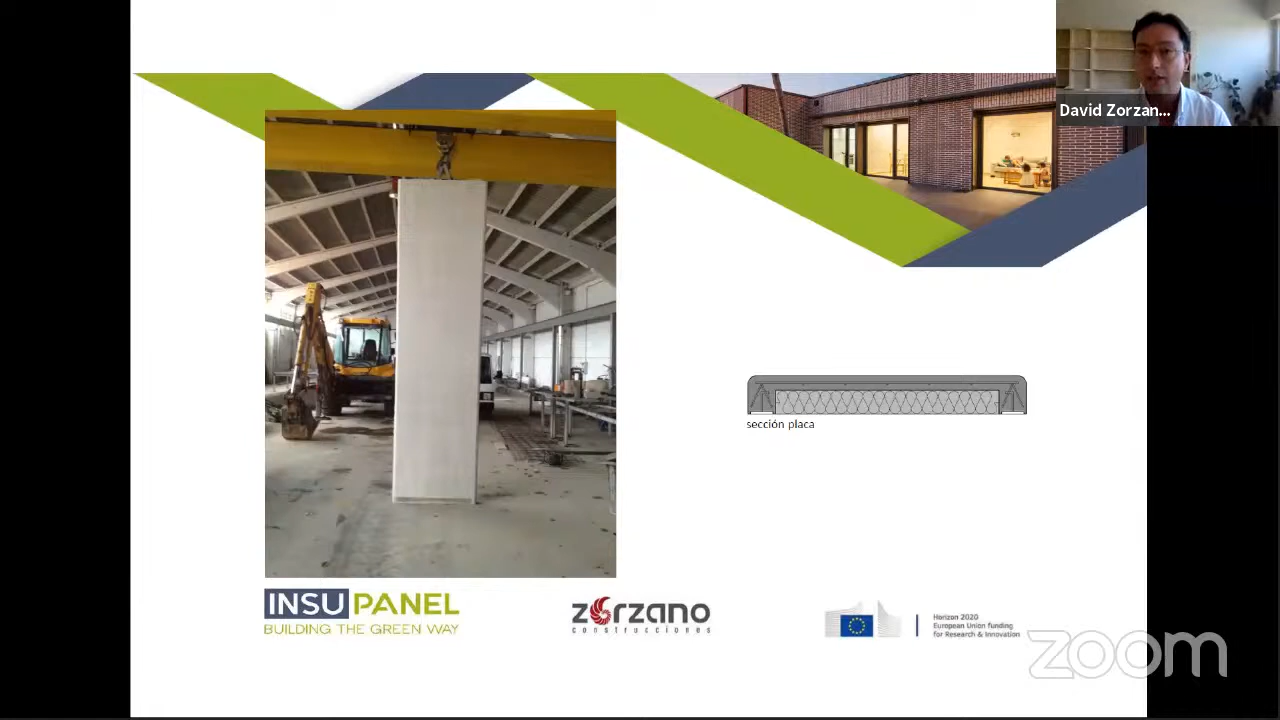 David Zorzan...
sección placa
INSUPANEL
BUILDING THE GREEN WAY
zorzano
construcciones
Horizon 2020
European Union funding
for Research & Innovation
zoom